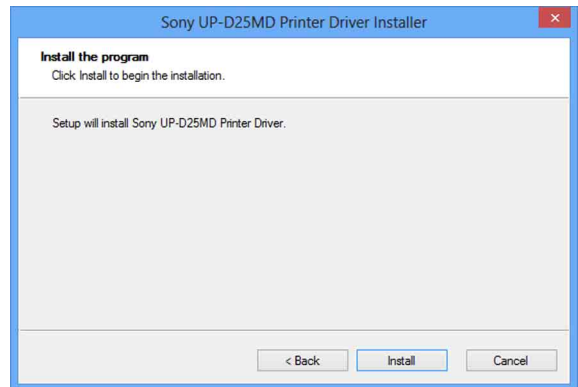 Sony UP-D25MD Printer Driver Installer
Install the program
Click Install to begin the installation.
Setup will install Sony UP-D25MD Printer Driver.
< Back Install Cancel